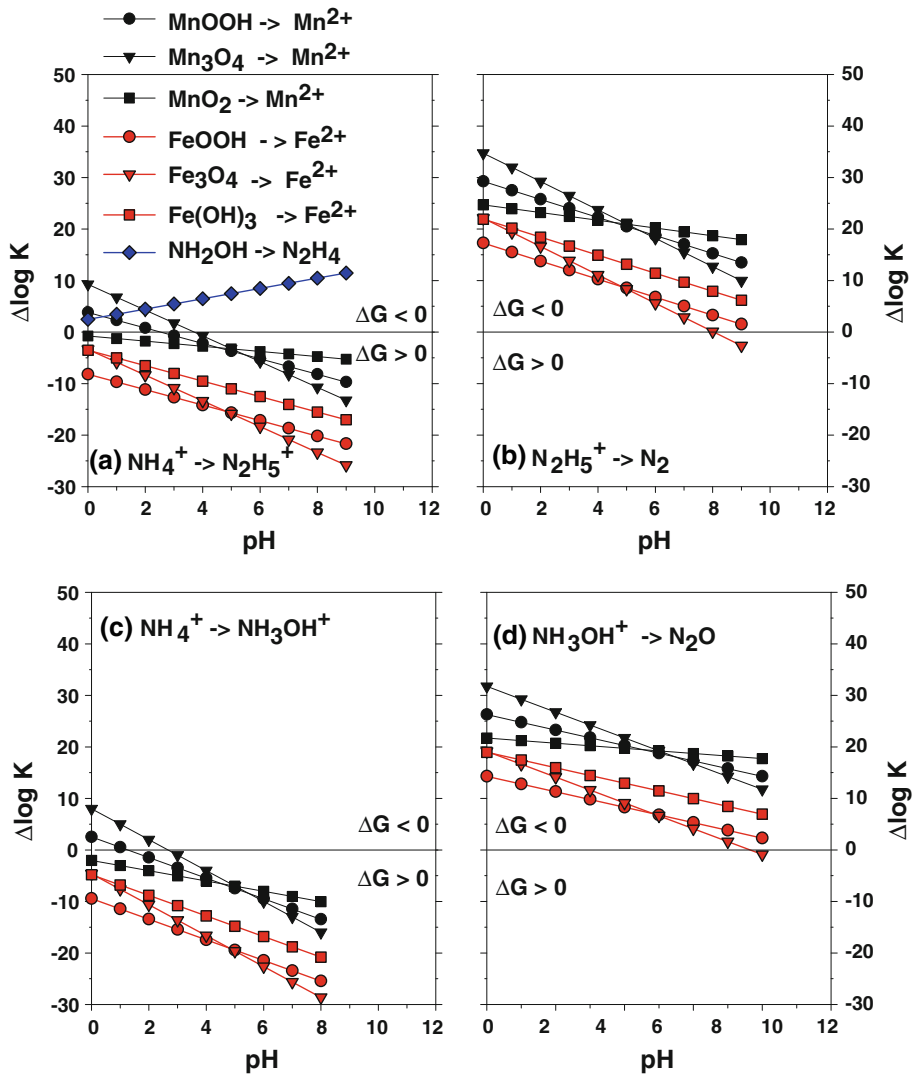 MnOOH -> Mn2+
Mn3O4 -> Mn2+
MnO2 -> Mn2+
FeOOH -> Fe2+
Fe3O4 -> Fe2+
Fe(OH)3 -> Fe2+
NH2OH -> N2H4
50
40
30
20
10
0
-10
-20
-30
Δlog K
ΔG < 0
ΔG > 0
(a) NH4+ -> N2H5+
0 2 4 6 8 10 12
pH
50
40
30
20
10
0
-10
-20
-30
Δlog K
ΔG < 0
ΔG > 0
(b) N2H5+ -> N2
0 2 4 6 8 10 12
pH
50
40
30
20
10
0
-10
-20
-30
Δlog K
(c) NH4+ -> NH3OH+
ΔG < 0
ΔG > 0
0 2 4 6 8 10 12
pH
50
40
30
20
10
0
-10
-20
-30
Δlog K
(d) NH3OH+ -> N2O
ΔG < 0
ΔG > 0
0 2 4 6 8 10 12
pH